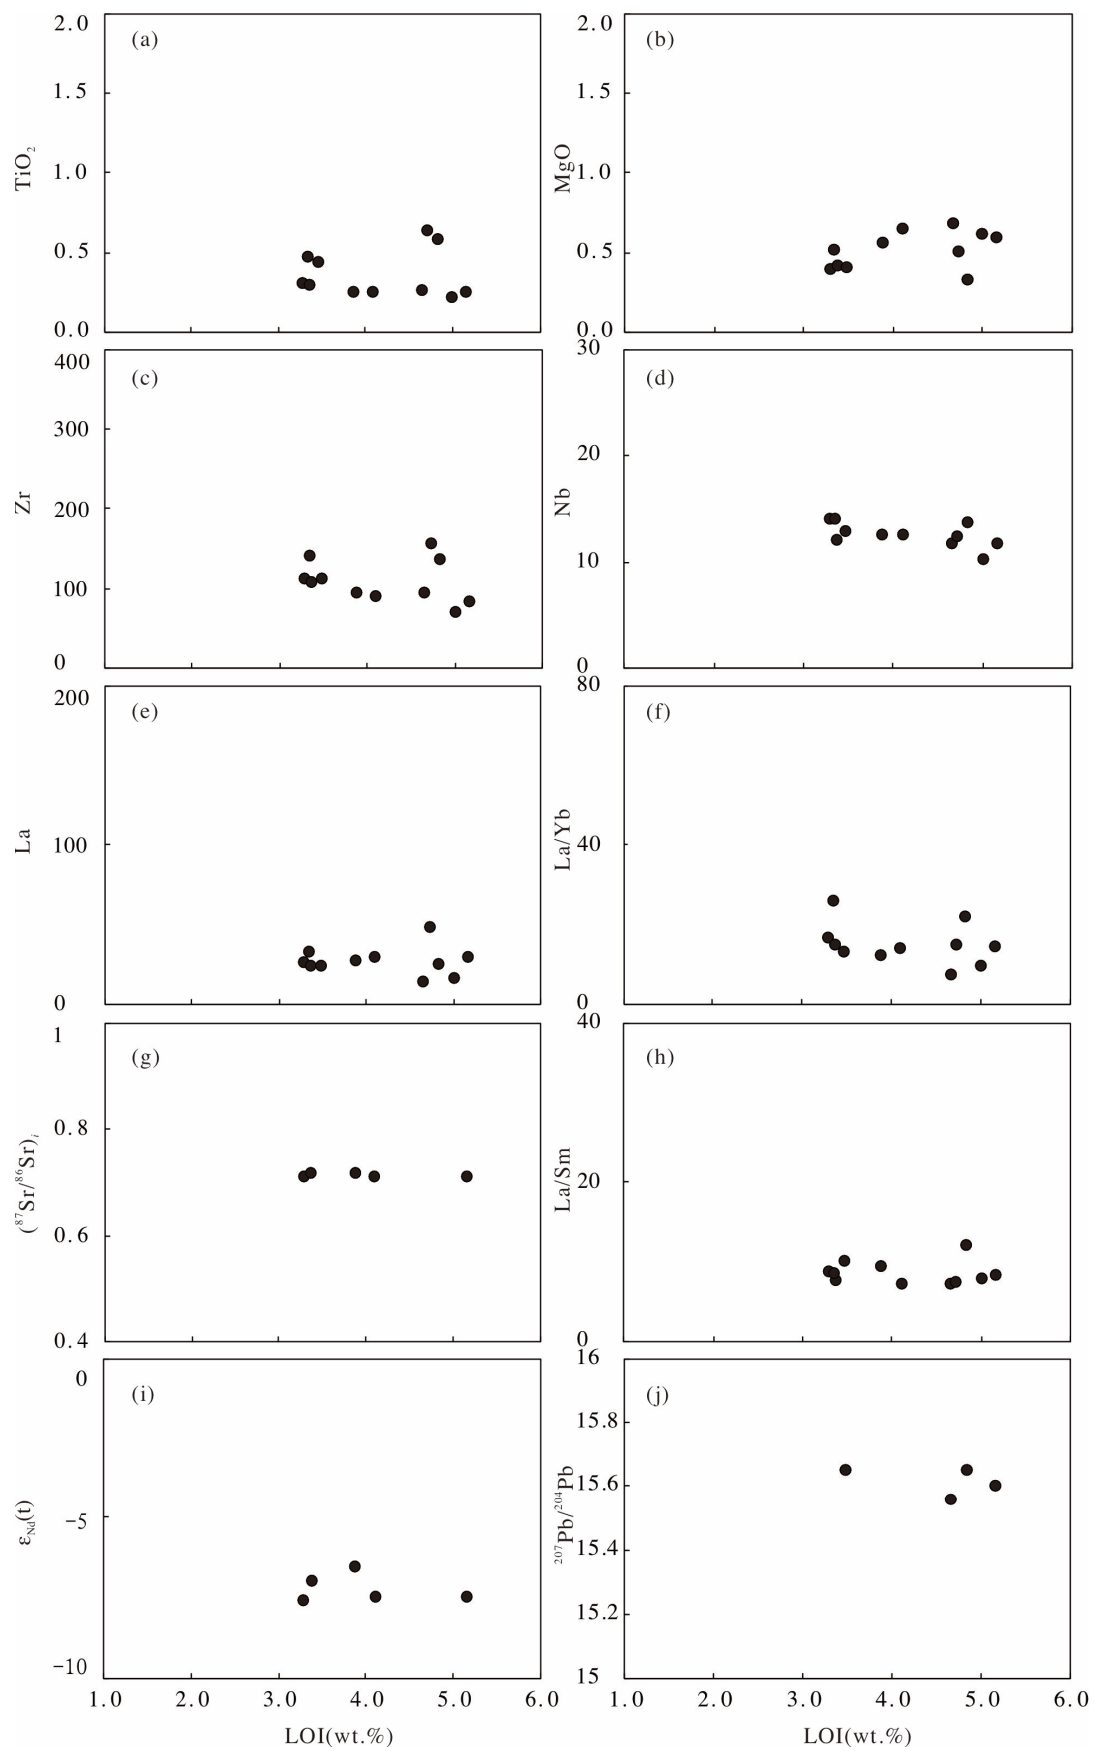 2.0
(a)
1.5
1.0
TiO₂
0.5
0.0
2.0
(b)
1.5
1.0
MgO
0.5
0.0
400
(c)
300
Zr
200
100
0
30
(d)
20
Nb
10
0
200
(e)
La
100
0
80
(f)
La/Yb
40
0
1
(g)
0.8
(⁸⁷Sr/⁸⁶Sr)ᵢ
0.6
0.4
40
(h)
La/Sm
20
0
0
(i)
−5
εNd(t)
−10
1.0 2.0 3.0 4.0 5.0 6.0
LOI(wt.%)
16
(j)
15.8
15.6
²⁰⁷Pb/²⁰⁴Pb
15.4
15.2
15
1.0 2.0 3.0 4.0 5.0 6.0
LOI(wt.%)